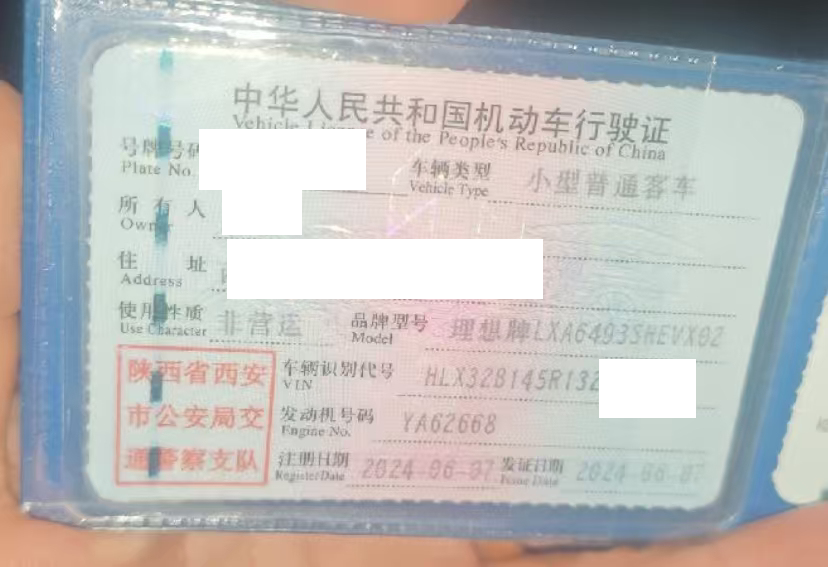 中华人民共和国机动车行驶证
Vehicle License of the People's Republic of China
号牌号码
Plate No.
车辆类型 小型普通客车
Vehicle Type
所有人
Owner
住址
Address
使用性质 非营运
Use Character
品牌型号 理想牌LXA6493SHEVX02
Model
陕西省西安
市公安局交
通警察支队
车辆识别代号 HLX32B145R132
VIN
发动机号码 YA62668
Engine No.
注册日期 2024-06-07
Register Date
发证日期 2024-06-07
Issue Date